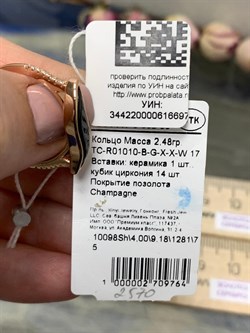 проверить подлинность
изделия по УИН на сайте
http://www.probpalata.r
УИН:
344220000616697
ТК
Кольцо Масса 2.48гр
TC-R01010-B-G-X-X-W 17
Вставки: керамика 1 шт.,
кубик циркония 14 шт
Покрытие позолота
Champagne
Москва
10098Sh\4.00\9.18\1281\7
5
1 000002 709764
2570